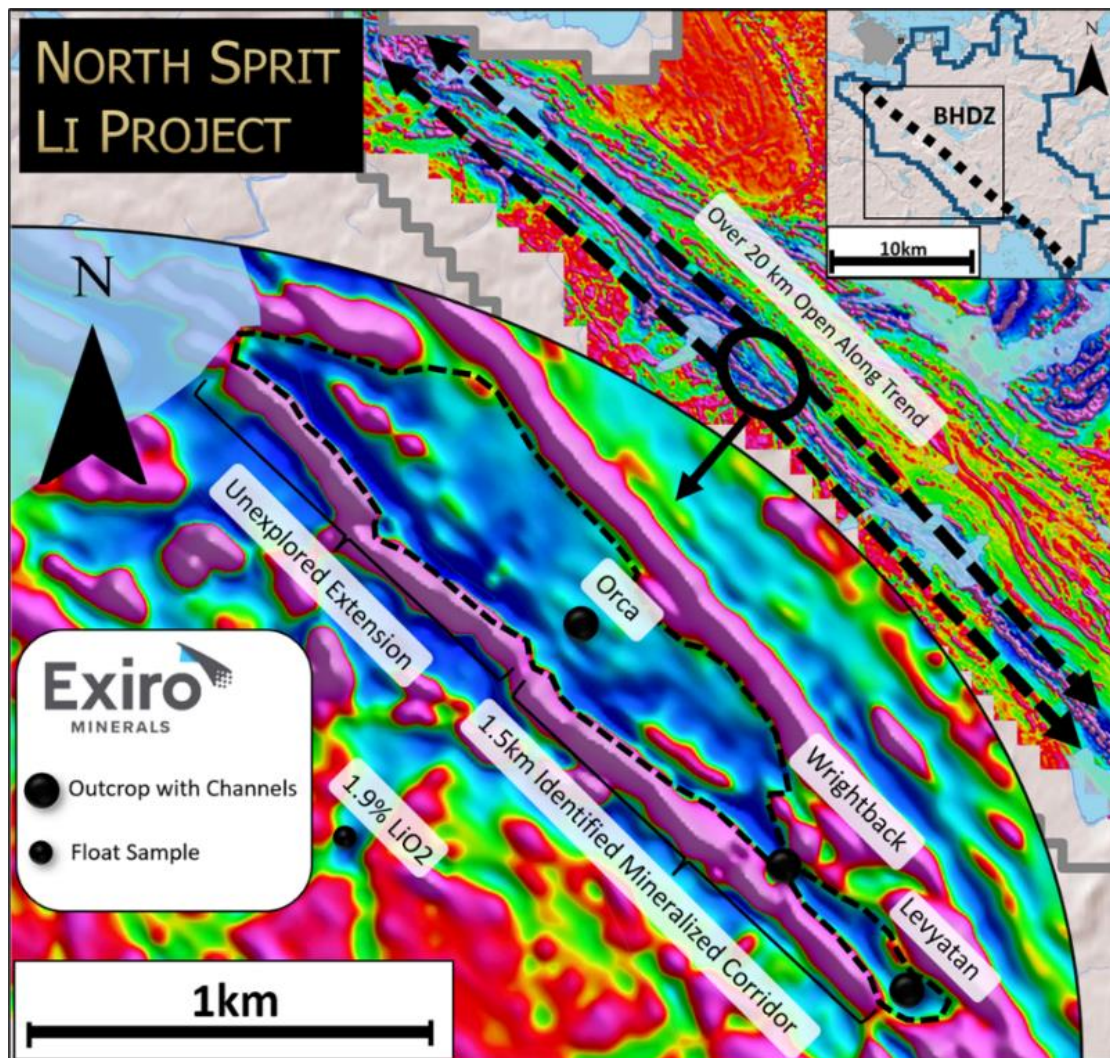 NORTH SPRIT
LI PROJECT
N
BHDZ
10km
Over 20 km Open Along Trend
N
Unexplored Extension
Orca
1.5km Identified Mineralized Corridor
Wrightback
Levyatan
1.9% LiO2
Exiro
MINERALS
Outcrop with Channels
Float Sample
1km